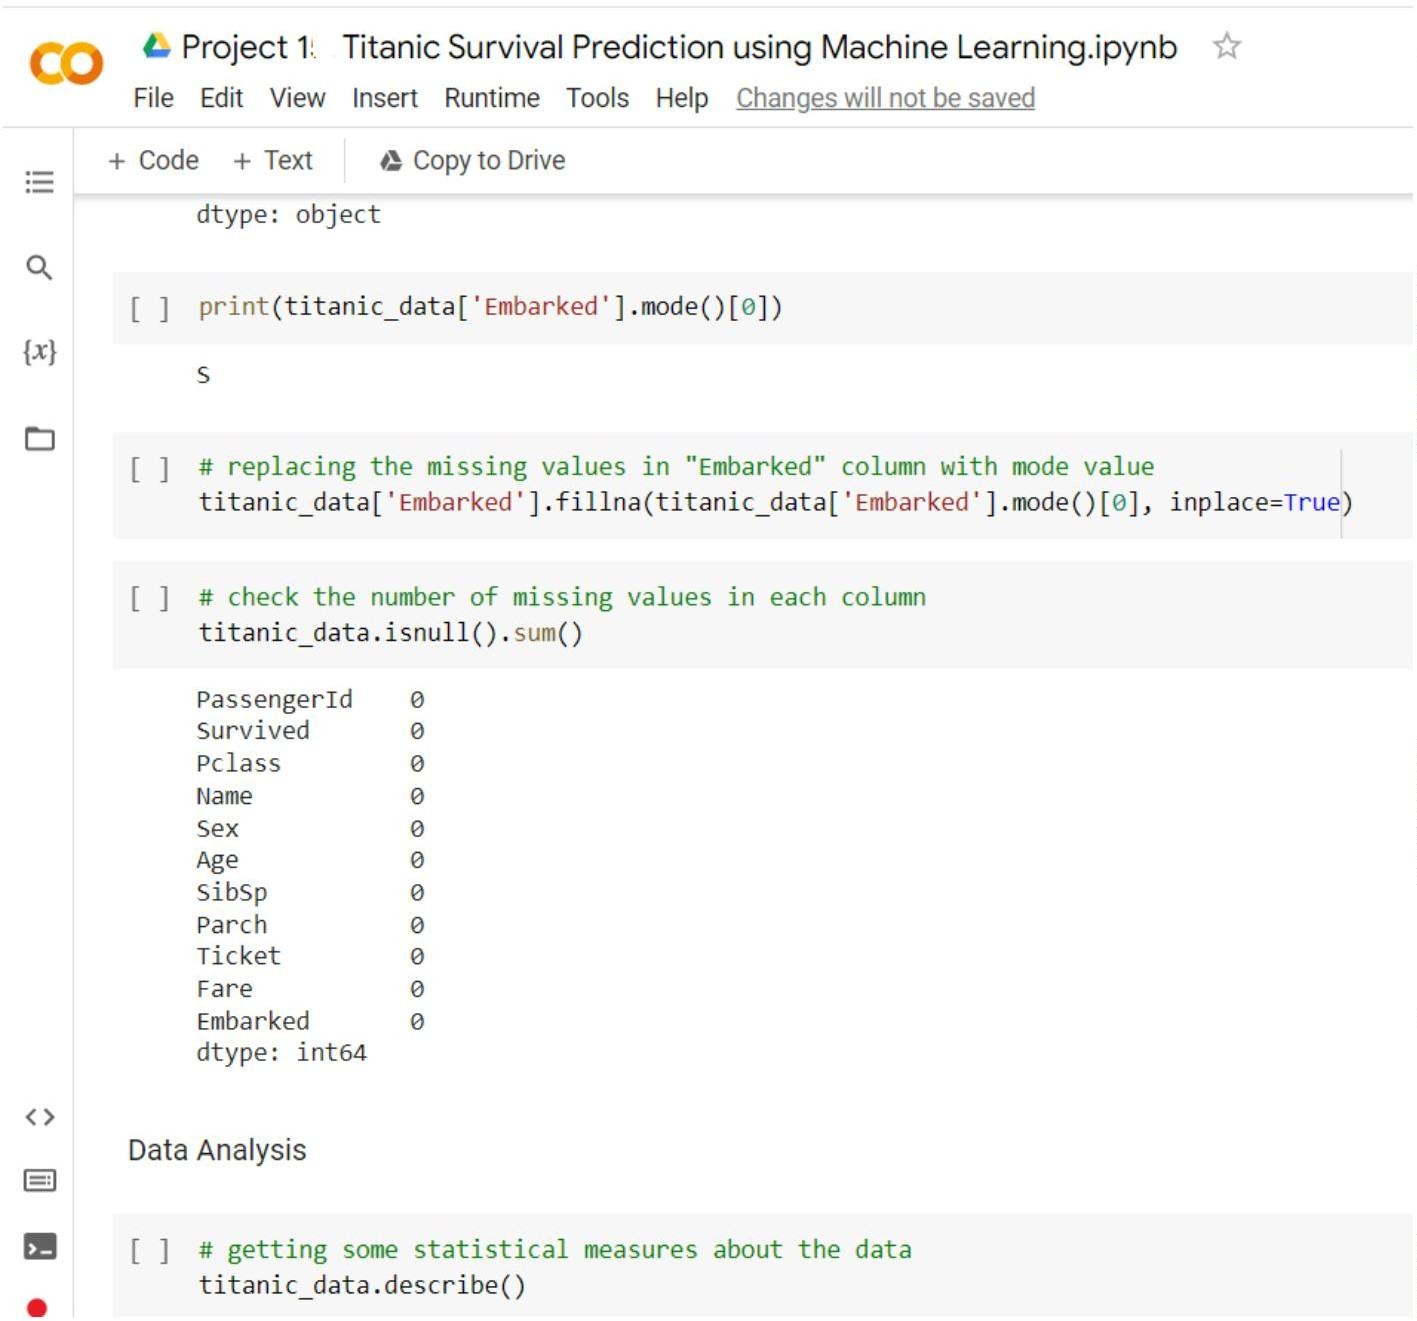 Project 1 Titanic Survival Prediction using Machine Learning.ipynb
File Edit View Insert Runtime Tools Help Changes will not be saved
+ Code + Text Copy to Drive
dtype: object
[ ] print(titanic_data['Embarked'].mode()[0])
S
[ ] # replacing the missing values in "Embarked" column with mode value
titanic_data['Embarked'].fillna(titanic_data['Embarked'].mode()[0], inplace=True)
[ ] # check the number of missing values in each column
titanic_data.isnull().sum()
PassengerId 0
Survived 0
Pclass 0
Name 0
Sex 0
Age 0
SibSp 0
Parch 0
Ticket 0
Fare 0
Embarked 0
dtype: int64
Data Analysis
[ ] # getting some statistical measures about the data
titanic_data.describe()